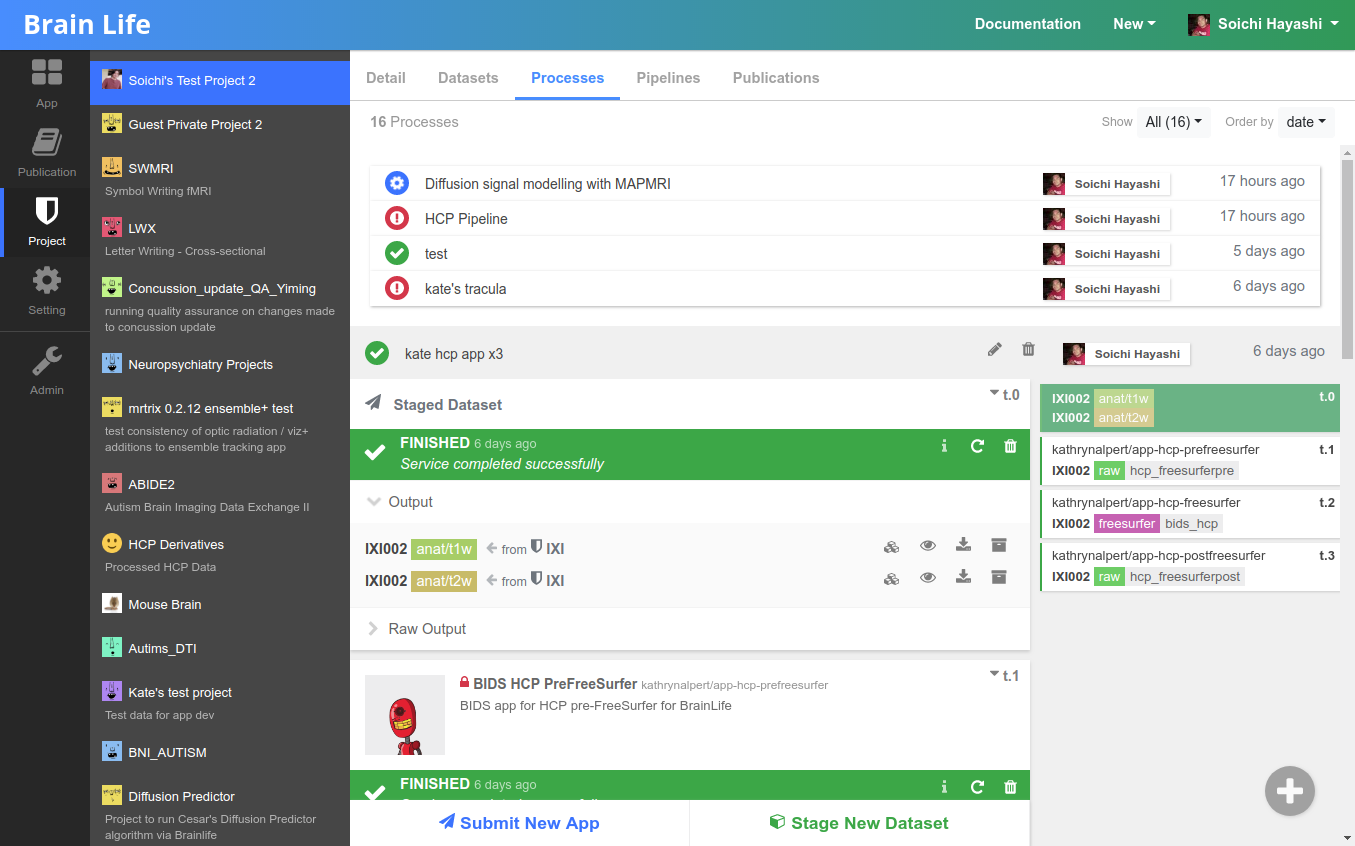 Brain Life
Documentation New Soichi Hayashi
App
Publication
Project
Setting
Admin
Soichi's Test Project 2
Guest Private Project 2
SWMRI
Symbol Writing fMRI
LWX
Letter Writing - Cross-sectional
Concussion_update_QA_Yiming
running quality assurance on changes made
to concussion update
Neuropsychiatry Projects
mrtrix 0.2.12 ensemble+ test
test consistency of optic radiation / viz+
additions to ensemble tracking app
ABIDE2
Autism Brain Imaging Data Exchange II
HCP Derivatives
Processed HCP Data
Mouse Brain
Autims_DTI
Kate's test project
Test data for app dev
BNI_AUTISM
Diffusion Predictor
Project to run Cesar's Diffusion Predictor
algorithm via Brainlife
Detail Datasets Processes Pipelines Publications
16 Processes Show All (16) Order by date
Diffusion signal modelling with MAPMRI Soichi Hayashi 17 hours ago
HCP Pipeline Soichi Hayashi 17 hours ago
test Soichi Hayashi 5 days ago
kate's tracula Soichi Hayashi 6 days ago
kate hcp app x3 Soichi Hayashi 6 days ago
Staged Dataset t.0
FINISHED 6 days ago
Service completed successfully
Output
IXI002 anat/t1w from IXI
IXI002 anat/t2w from IXI
Raw Output
BIDS HCP PreFreeSurfer kathrynalpert/app-hcp-prefreesurfer t.1
BIDS app for HCP pre-FreeSurfer for BrainLife
FINISHED 6 days ago
Submit New App Stage New Dataset
IXI002 anat/t1w t.0
IXI002 anat/t2w
kathrynalpert/app-hcp-prefreesurfer t.1
IXI002 raw hcp_freesurferpre
kathrynalpert/app-hcp-freesurfer t.2
IXI002 freesurfer bids_hcp
kathrynalpert/app-hcp-postfreesurfer t.3
IXI002 raw hcp_freesurferpost